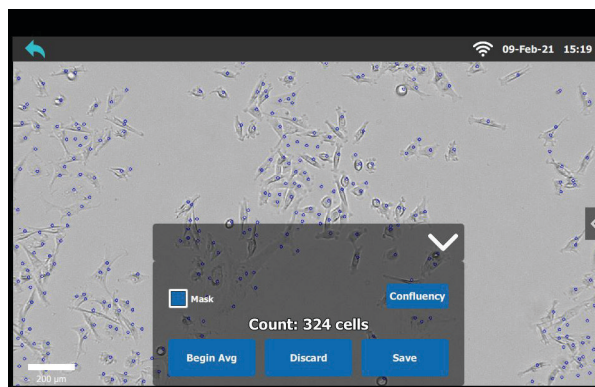 09-Feb-21 15:19
Mask
Confluency
Count: 324 cells
Begin Avg
Discard
Save
200 µm